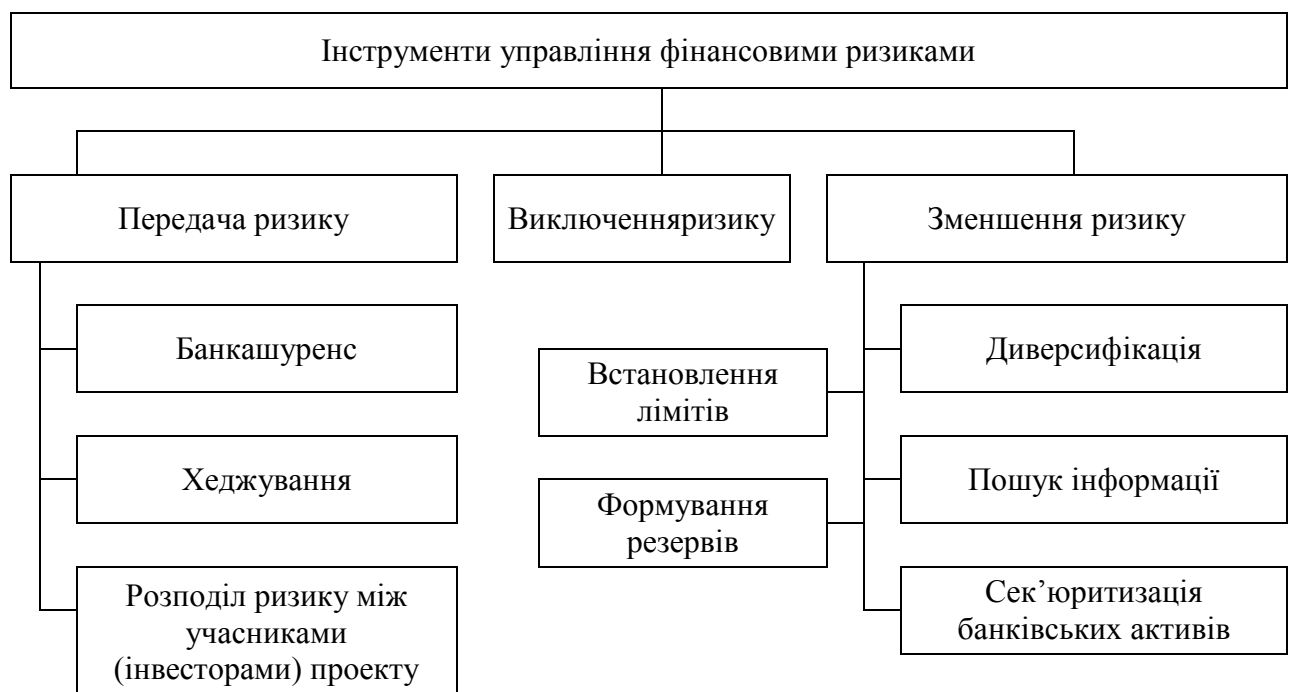 Інструменти управління фінансовими ризиками
Передача ризику
Виключенняризику
Зменшення ризику
Банкашуренс
Хеджування
Розподіл ризику між
учасниками
(інвесторами) проекту
Встановлення
лімітів
Формування
резервів
Диверсифікація
Пошук інформації
Сек’юритизація
банківських активів